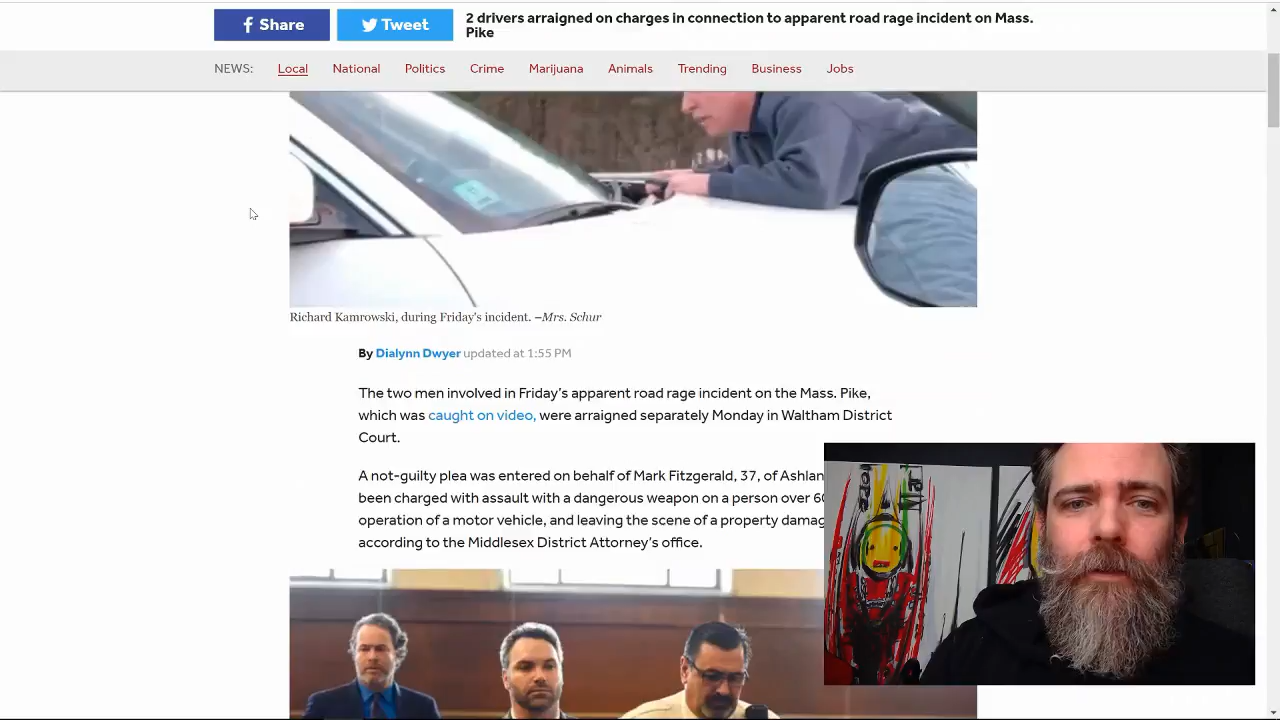 Share
Tweet
2 drivers arraigned on charges in connection to apparent road rage incident on Mass.
Pike
NEWS: Local National Politics Crime Marijuana Animals Trending Business Jobs
Richard Kamrowski, during Friday's incident. –Mrs. Schur
By Dialynn Dwyer updated at 1:55 PM
The two men involved in Friday's apparent road rage incident on the Mass. Pike,
which was caught on video, were arraigned separately Monday in Waltham District
Court.
A not-guilty plea was entered on behalf of Mark Fitzgerald, 37, of
been charged with assault with a dangerous weapon on a person over
operation of a motor vehicle, and leaving the scene of a property
according to the Middlesex District Attorney's office.